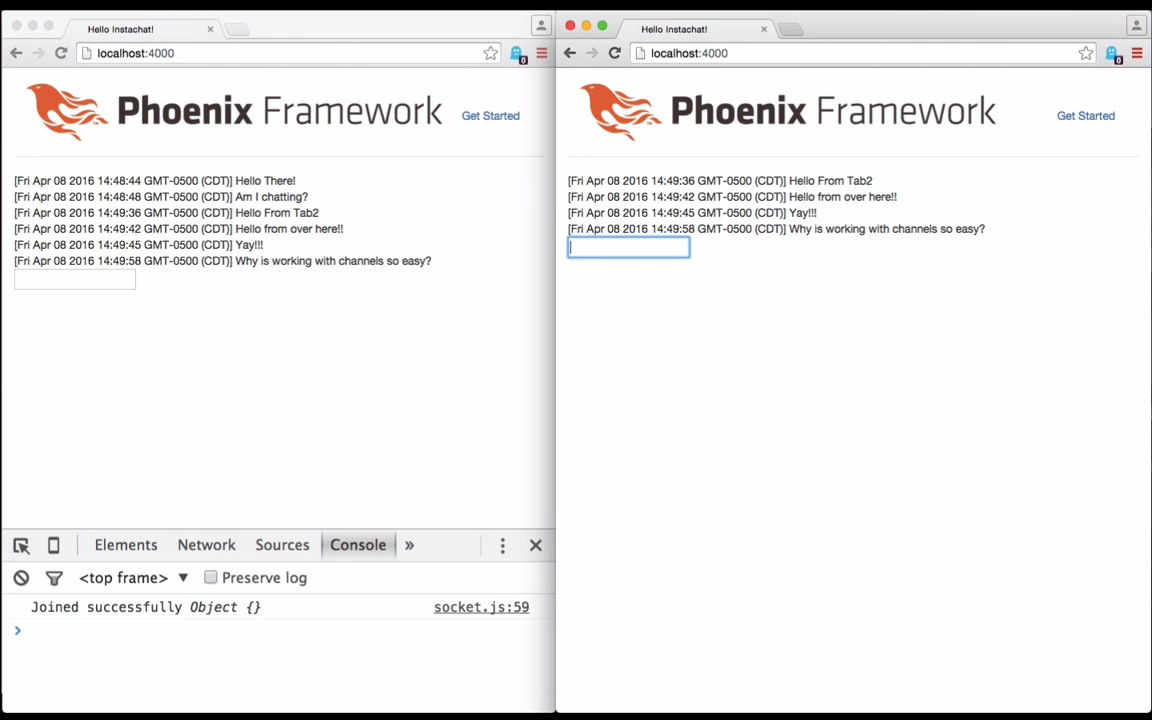 Hello Instachat!
localhost:4000
0
Phoenix Framework
Get Started
[Fri Apr 08 2016 14:48:44 GMT-0500 (CDT)] Hello There!
[Fri Apr 08 2016 14:48:48 GMT-0500 (CDT)] Am I chatting?
[Fri Apr 08 2016 14:49:36 GMT-0500 (CDT)] Hello From Tab2
[Fri Apr 08 2016 14:49:42 GMT-0500 (CDT)] Hello from over here!!
[Fri Apr 08 2016 14:49:45 GMT-0500 (CDT)] Yay!!!
[Fri Apr 08 2016 14:49:58 GMT-0500 (CDT)] Why is working with channels so easy?
Elements Network Sources Console »
<top frame> ▼ Preserve log
Joined successfully Object {} socket.js:59
>
Hello Instachat!
localhost:4000
0
Phoenix Framework
Get Started
[Fri Apr 08 2016 14:49:36 GMT-0500 (CDT)] Hello From Tab2
[Fri Apr 08 2016 14:49:42 GMT-0500 (CDT)] Hello from over here!!
[Fri Apr 08 2016 14:49:45 GMT-0500 (CDT)] Yay!!!
[Fri Apr 08 2016 14:49:58 GMT-0500 (CDT)] Why is working with channels so easy?